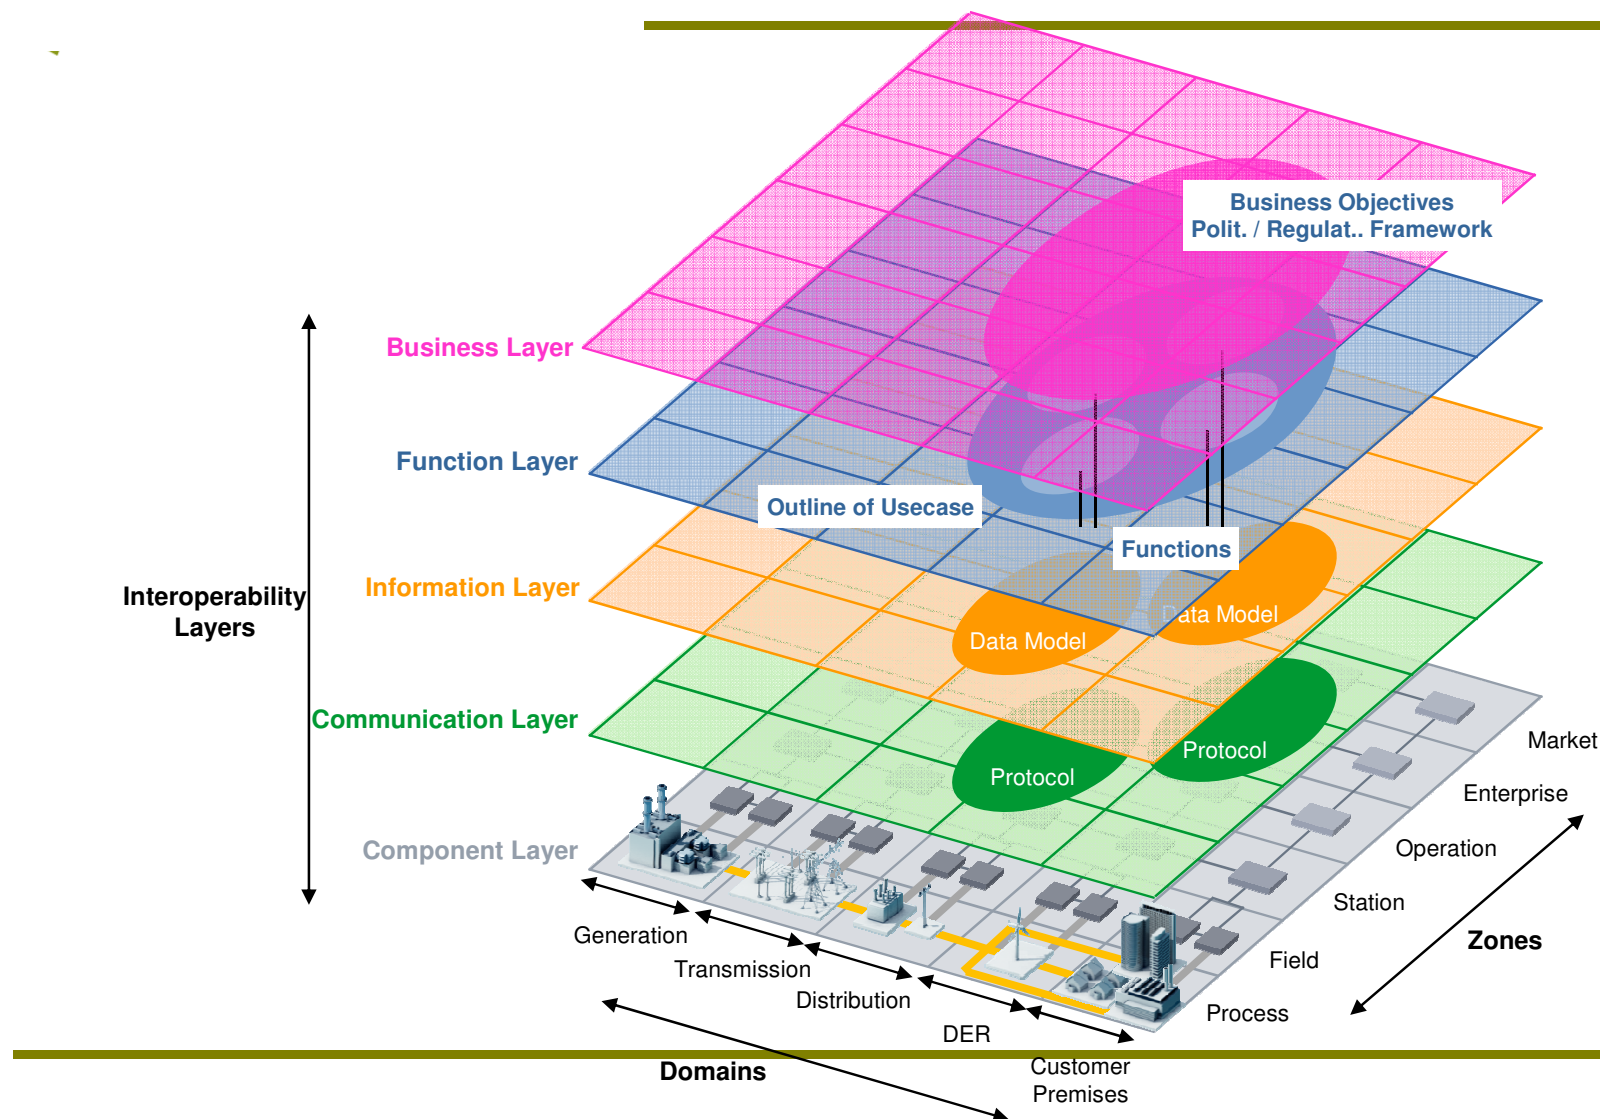 Business Objectives
Polit. / Regulat.. Framework
Business Layer
Function Layer
Outline of Usecase
Functions
Information Layer
Interoperability
Layers
Data Model
Data Model
Communication Layer
Protocol
Protocol
Component Layer
Market
Enterprise
Operation
Station
Field
Process
Zones
Generation
Transmission
Distribution
DER
Customer
Premises
Domains